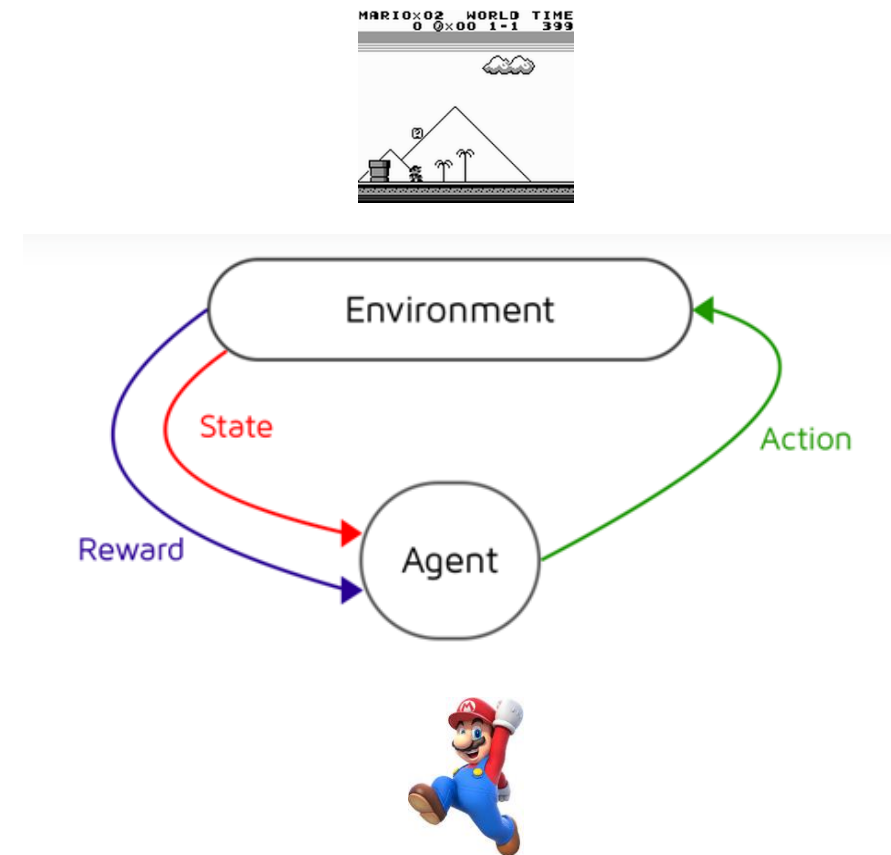 MARIO×02 WORLD TIME
0 @×00 1-1 399
Environment
State
Action
Reward
Agent
M